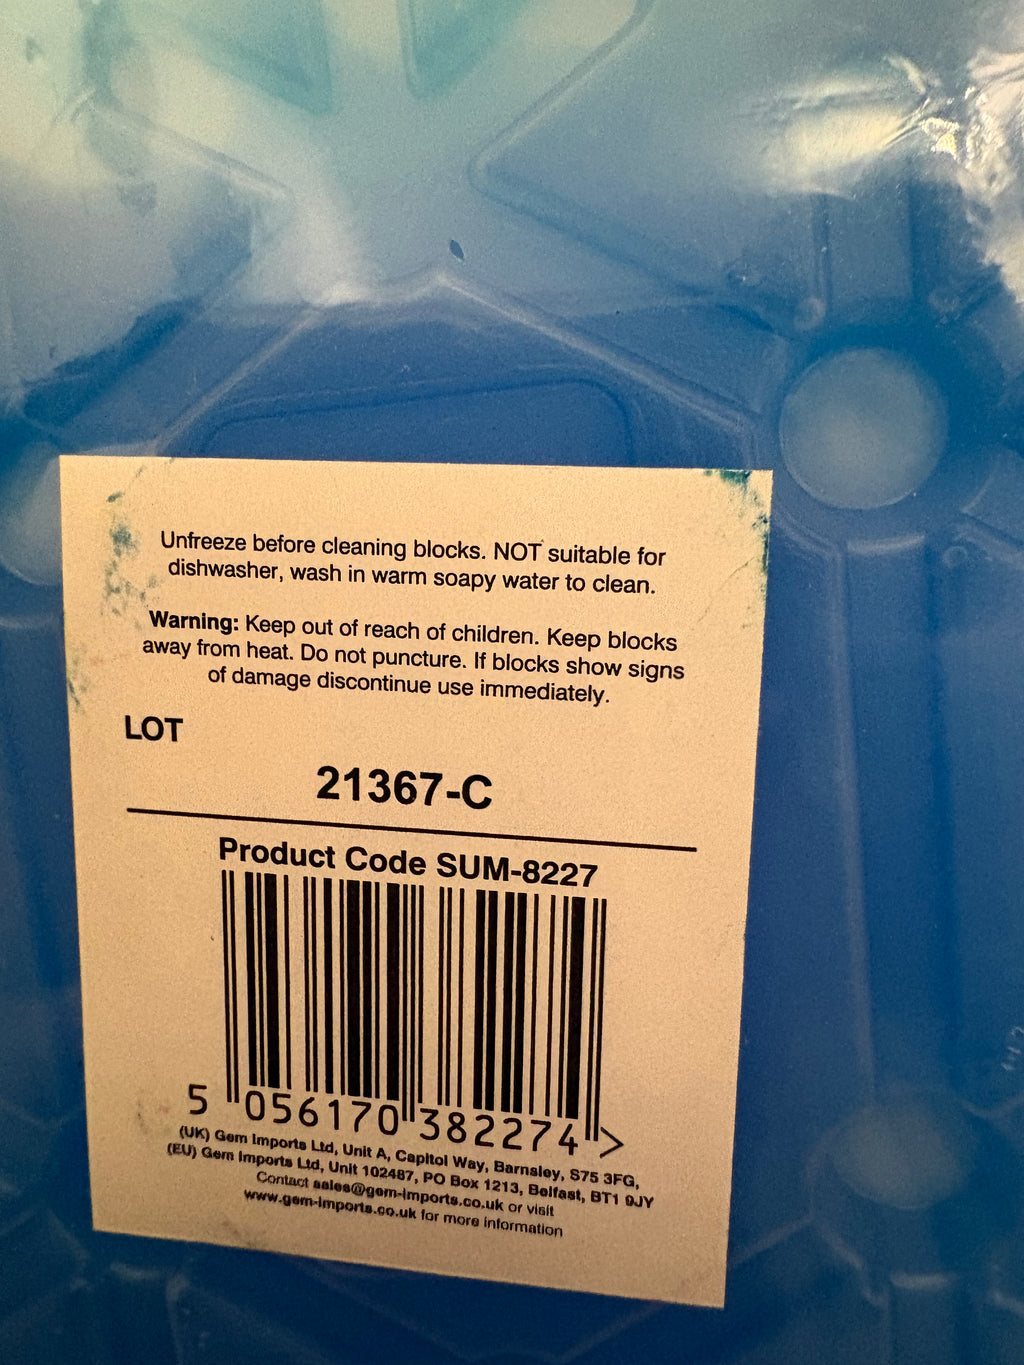 Unfreeze before cleaning blocks. NOT suitable for
dishwasher, wash in warm soapy water to clean.
Warning: Keep out of reach of children. Keep blocks
away from heat. Do not puncture. If blocks show signs
of damage discontinue use immediately.
LOT
21367-C
Product Code SUM-8227
5 056170 382274 >
(UK) Gem Imports Ltd, Unit A, Capitol Way, Barnsley, S75 3FG,
(EU) Gem Imports Ltd, Unit 102487, PO Box 1213, Belfast, BT1 9JY
Contact sales@gem-imports.co.uk or visit
www.gem-imports.co.uk for more information